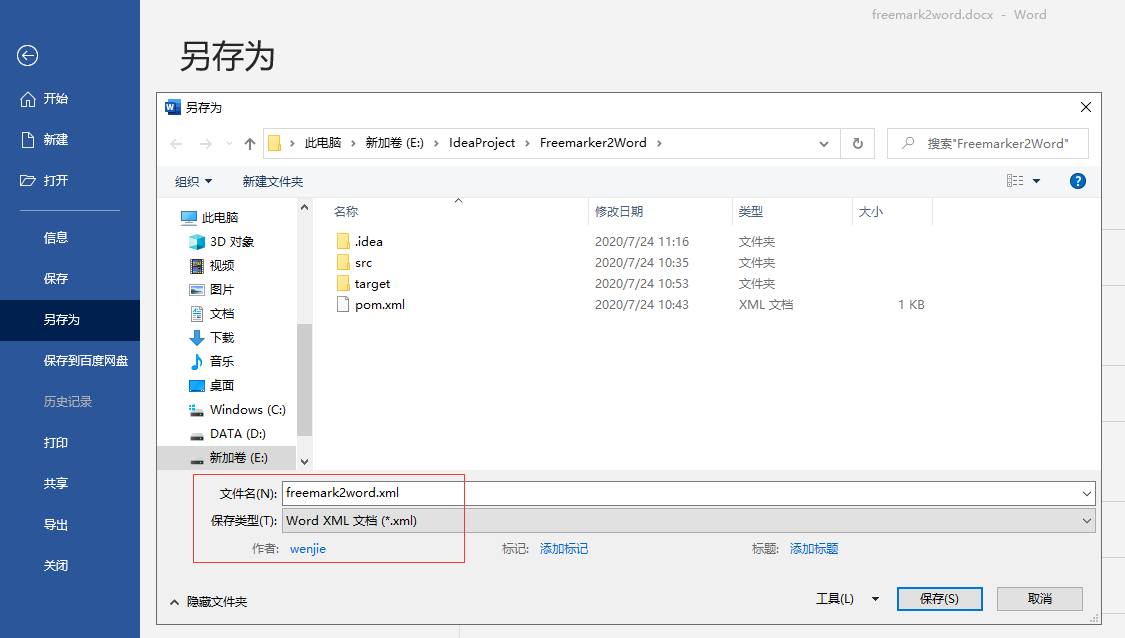 freemark2word.docx - Word
另存为
开始
新建
打开
信息
保存
另存为
保存到百度网盘
历史记录
打印
共享
导出
关闭
另存为
此电脑 › 新加卷 (E:) › IdeaProject › Freemarker2Word ›
搜索"Freemarker2Word"
组织 新建文件夹
此电脑
3D 对象
视频
图片
文档
下载
音乐
桌面
Windows (C:)
DATA (D:)
新加卷 (E:)
名称 修改日期 类型 大小
.idea 2020/7/24 11:16 文件夹
src 2020/7/24 10:35 文件夹
target 2020/7/24 10:53 文件夹
pom.xml 2020/7/24 10:43 XML 文档 1 KB
文件名(N): freemark2word.xml
保存类型(T): Word XML 文档 (*.xml)
作者: wenjie 标记: 添加标记 标题: 添加标题
隐藏文件夹 工具(L) 保存(S) 取消